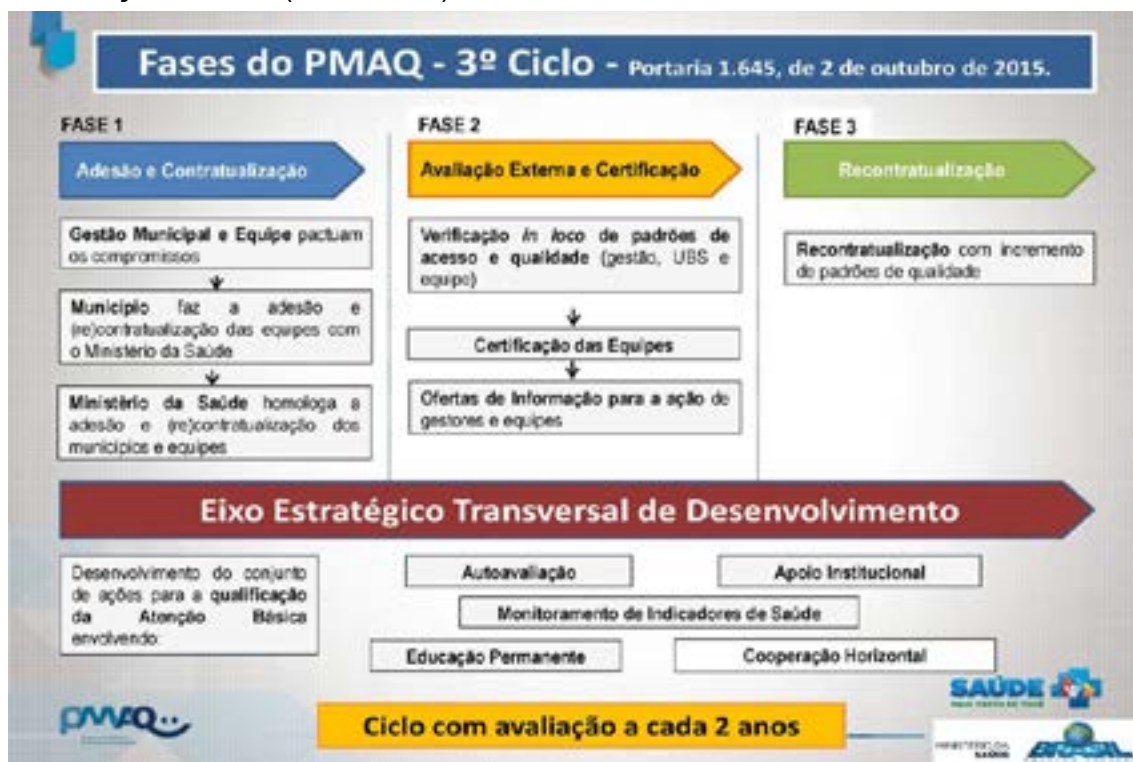 Fases do PMAQ - 3º Ciclo - Portaria 1.645, de 2 de outubro de 2015.
FASE 1
Adesão e Contratualização
Gestão Municipal e Equipe pactuam
os compromissos
Município faz a adesão e
(re)contratualização das equipes com
o Ministério da Saúde
Ministério da Saúde homologa a
adesão e (re)contratualização dos
municípios e equipes
FASE 2
Avaliação Externa e Certificação
Verificação in loco de padrões de
acesso e qualidade (gestão, UBS e
equipe)
Certificação das Equipes
Ofertas de Informação para a ação de
gestores e equipes
FASE 3
Recontratualização
Recontratualização com incremento
de padrões de qualidade
Eixo Estratégico Transversal de Desenvolvimento
Desenvolvimento do conjunto
de ações para a qualificação
da Atenção Básica
envolvendo:
Autoavaliação
Apoio Institucional
Monitoramento de Indicadores de Saúde
Educação Permanente
Cooperação Horizontal
Ciclo com avaliação a cada 2 anos
PMAQ
SAÚDE
MINISTÉRIO DA
SAÚDE
BRASIL